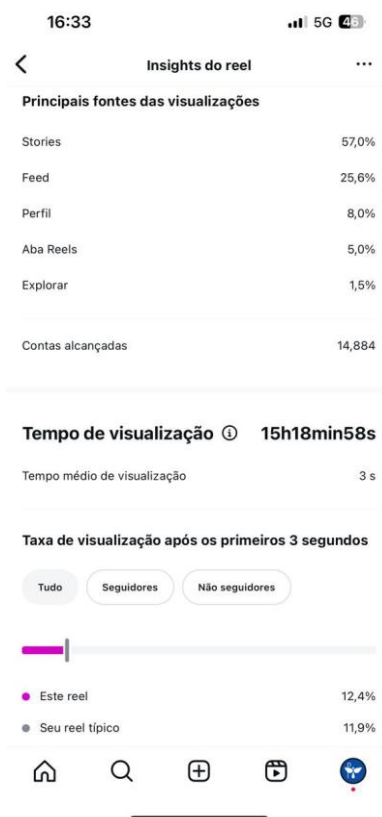 16:33 5G 46
Insights do reel
Principais fontes das visualizações
Stories 57,0%
Feed 25,6%
Perfil 8,0%
Aba Reels 5,0%
Explorar 1,5%
Contas alcançadas 14,884
Tempo de visualização 15h18min58s
Tempo médio de visualização 3 s
Taxa de visualização após os primeiros 3 segundos
Tudo Seguidores Não seguidores
Este reel 12,4%
Seu reel típico 11,9%